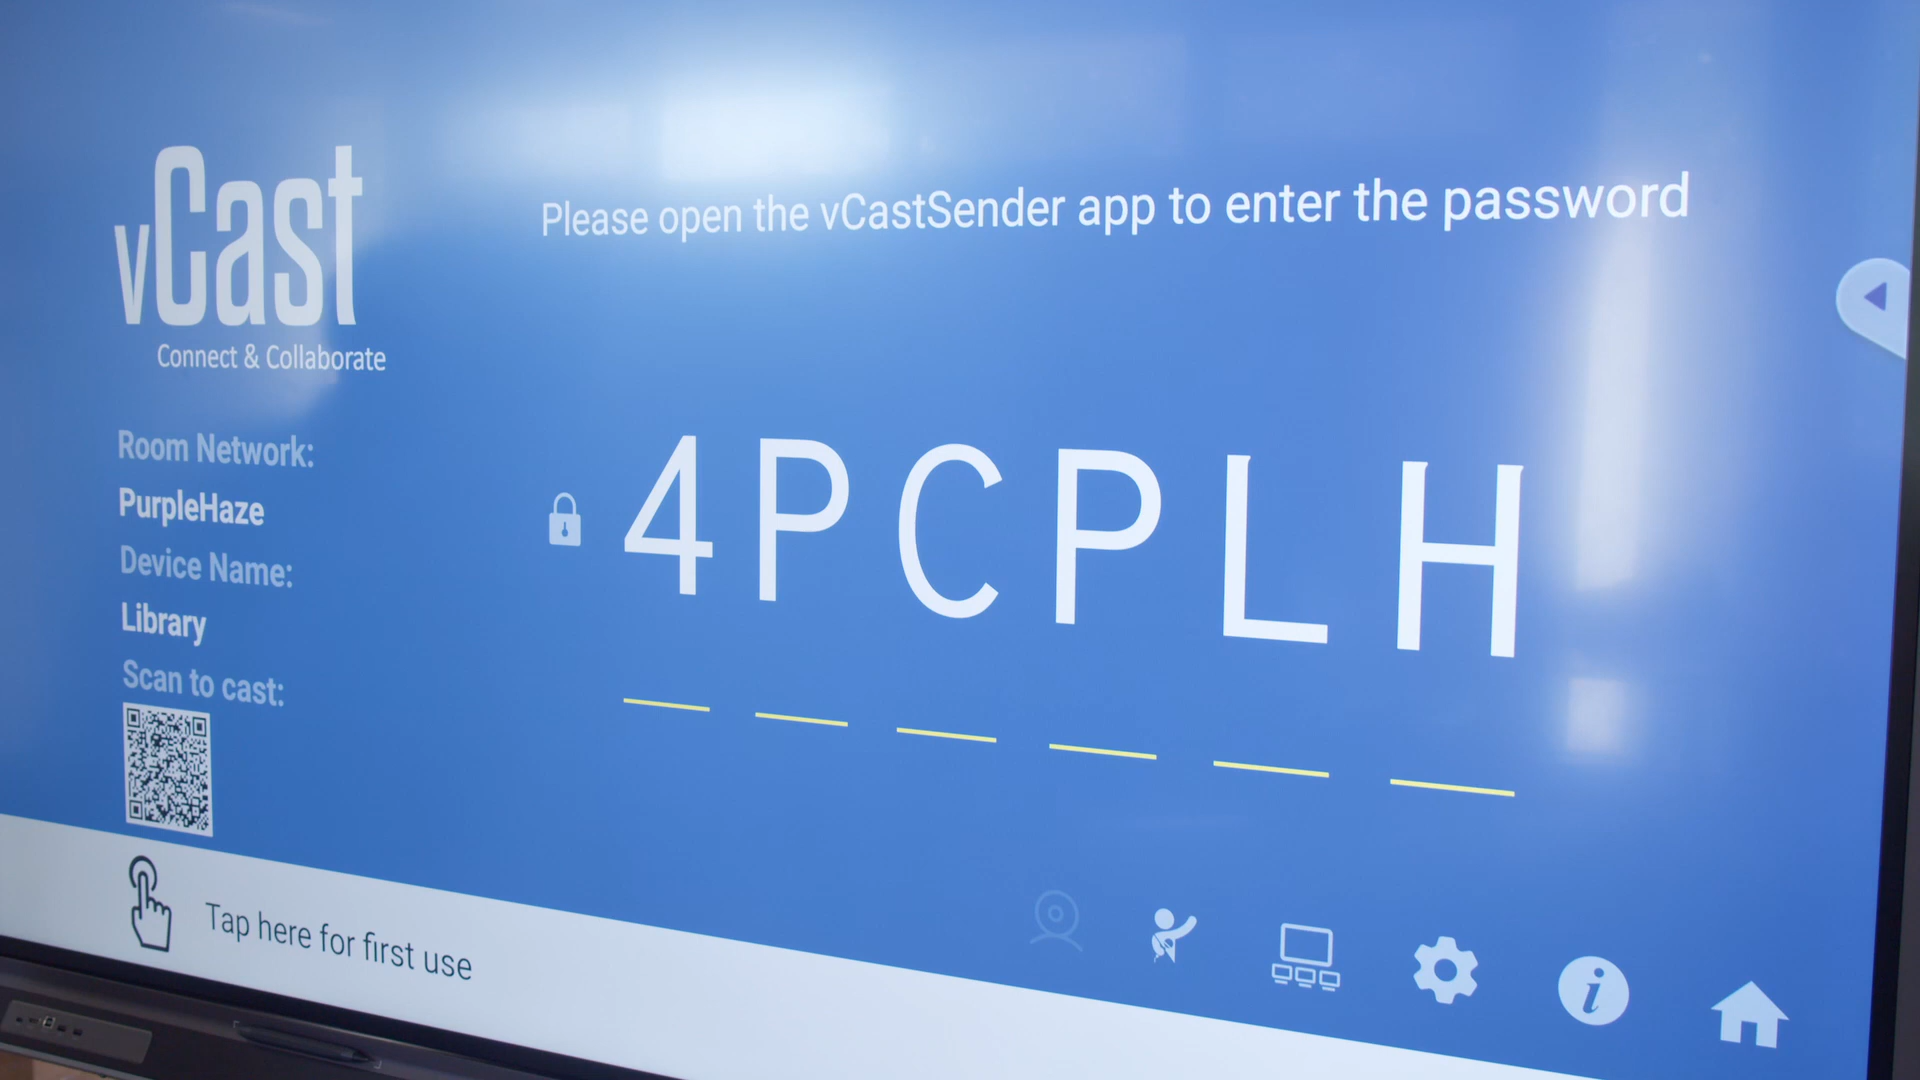 vCast
Connect & Collaborate
Please open the vCastSender app to enter the password
Room Network:
PurpleHaze
Device Name:
Library
Scan to cast:
4PCPLH
Tap here for first use